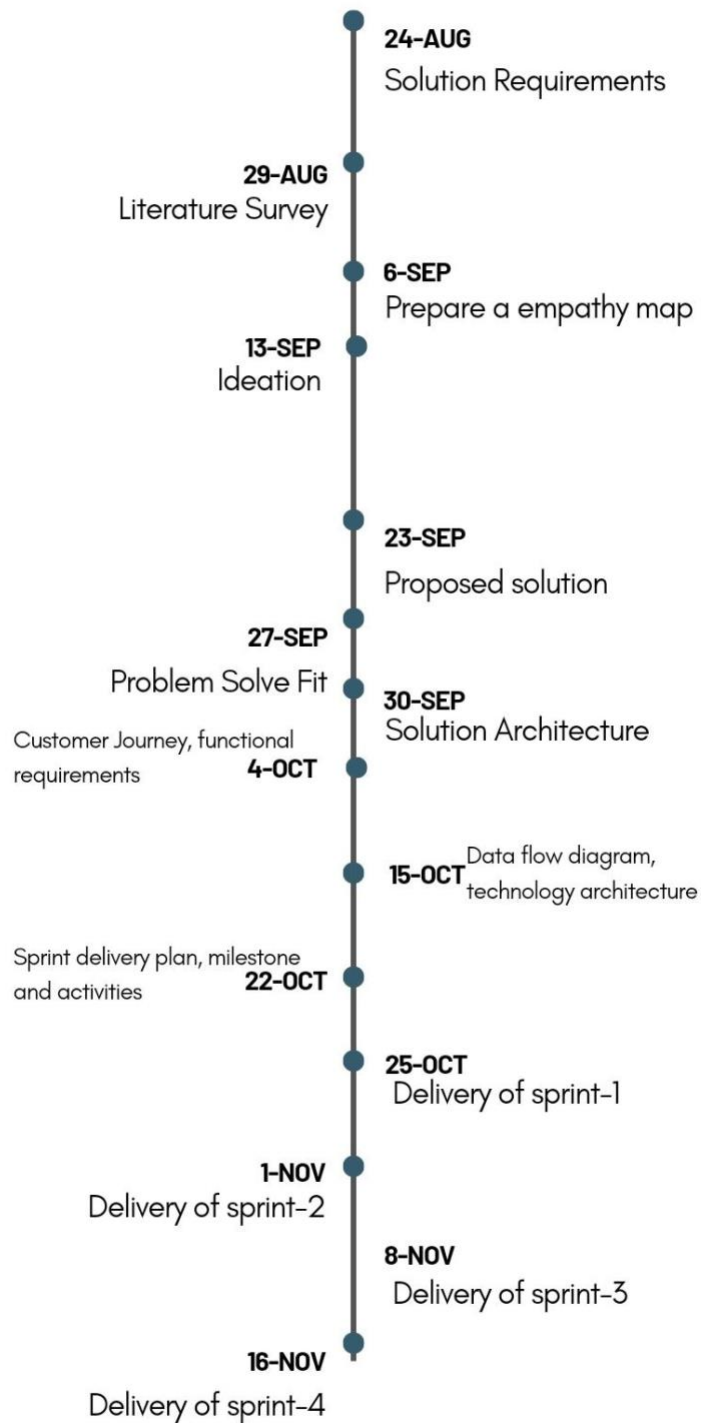 24-AUG
Solution Requirements
29-AUG
Literature Survey
6-SEP
Prepare a empathy map
13-SEP
Ideation
23-SEP
Proposed solution
27-SEP
Problem Solve Fit
30-SEP
Solution Architecture
Customer Journey, functional
requirements
4-OCT
15-OCT
Data flow diagram,
technology architecture
Sprint delivery plan, milestone
and activities
22-OCT
25-OCT
Delivery of sprint-1
1-NOV
Delivery of sprint-2
8-NOV
Delivery of sprint-3
16-NOV
Delivery of sprint-4